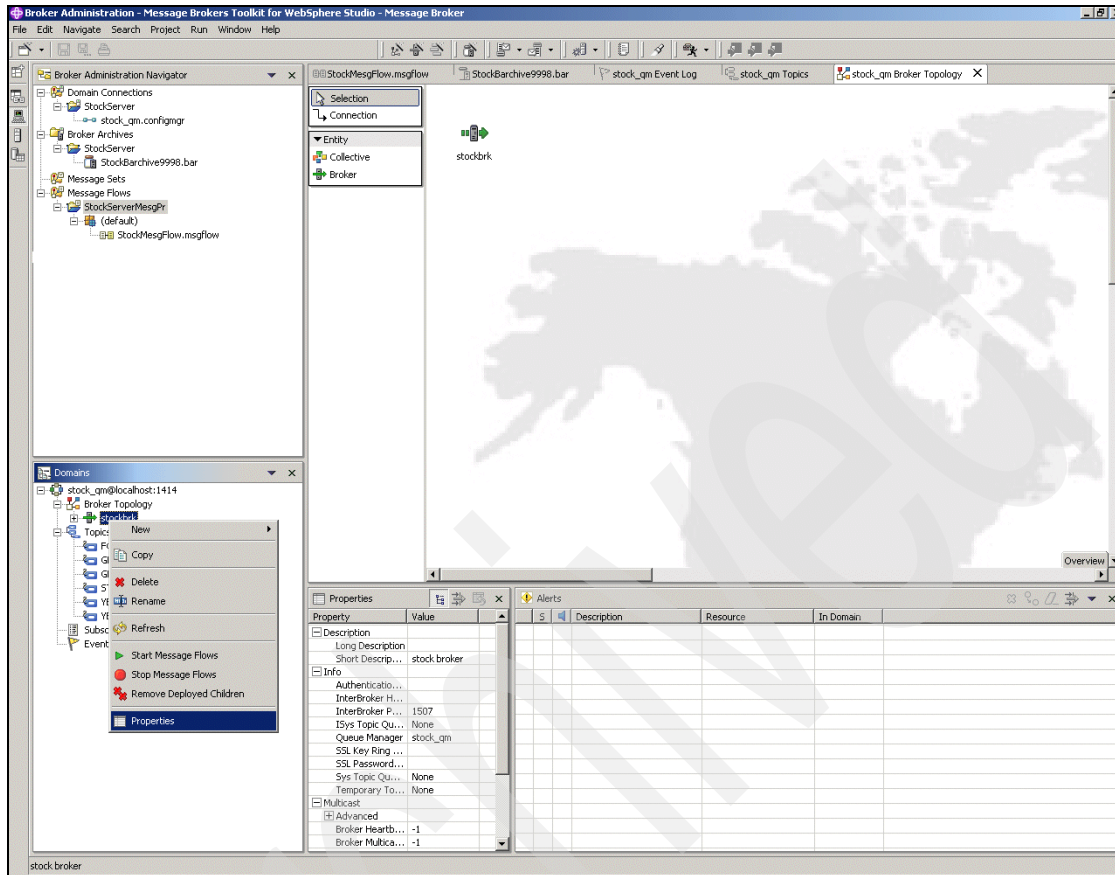 Broker Administration - Message Brokers Toolkit for WebSphere Studio - Message Broker
File Edit Navigate Search Project Run Window Help
Broker Administration Navigator
Domain Connections
StockServer
stock_qm.configmgr
Broker Archives
StockServer
StockBarchive9998.bar
Message Sets
Message Flows
StockServerMesgPr
(default)
StockMesgFlow.msgflow
StockMesgFlow.msgflow
StockBarchive9998.bar
stock_qm Event Log
stock_qm Topics
stock_qm Broker Topology
Selection
Connection
Entity
Collective
Broker
stockbrk
Overview
Domains
stock_qm@localhost:1414
Broker Topology
stockbrk
Topics
Subsc
Event
New
Copy
Delete
Rename
Refresh
Start Message Flows
Stop Message Flows
Remove Deployed Children
Properties
Properties
Property Value
Description
Long Description
Short Descrip... stock broker
Info
Authenticatio...
InterBroker H...
InterBroker P... 1507
ISys Topic Qu... None
Queue Manager stock_qm
SSL Key Ring ...
SSL Password...
Sys Topic Qu... None
Temporary To... None
Multicast
Advanced
Broker Heartb... -1
Broker Multica... -1
Alerts
S Description Resource In Domain
stock broker